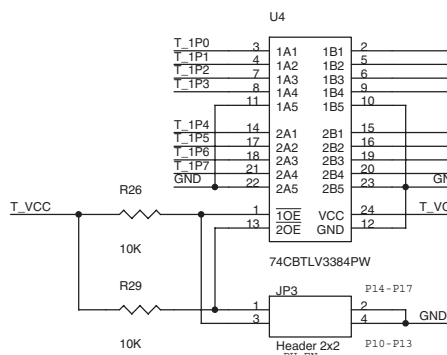 U4
T_1P0 3 1A1 1B1 2
T_1P1 4 1A2 1B2 5
T_1P2 7 1A3 1B3 6
T_1P3 8 1A4 1B4 9
11 1A5 1B5 10
T_1P4 14 2A1 2B1 15
T_1P5 17 2A2 2B2 16
T_1P6 18 2A3 2B3 19
T_1P7 21 2A4 2B4 20
GND 22 2A5 2B5 23
R26
T_VCC 1 1OE VCC 24
13 2OE GND 12
10K
74CBTLV3384PW
R29 JP3 P14-P17
1 2
3 4 GND
10K Header 2x2 P10-P13